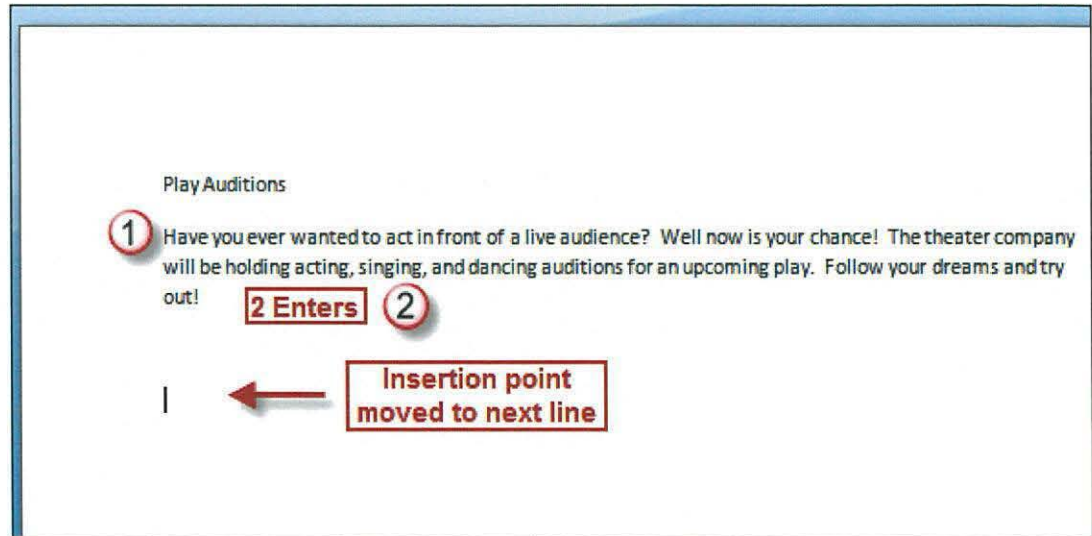 Play Auditions
1 Have you ever wanted to act in front of a live audience?  Well now is your chance!  The theater company
will be holding acting, singing, and dancing auditions for an upcoming play.  Follow your dreams and try
out!
2 Enters 2
Insertion point
moved to next line